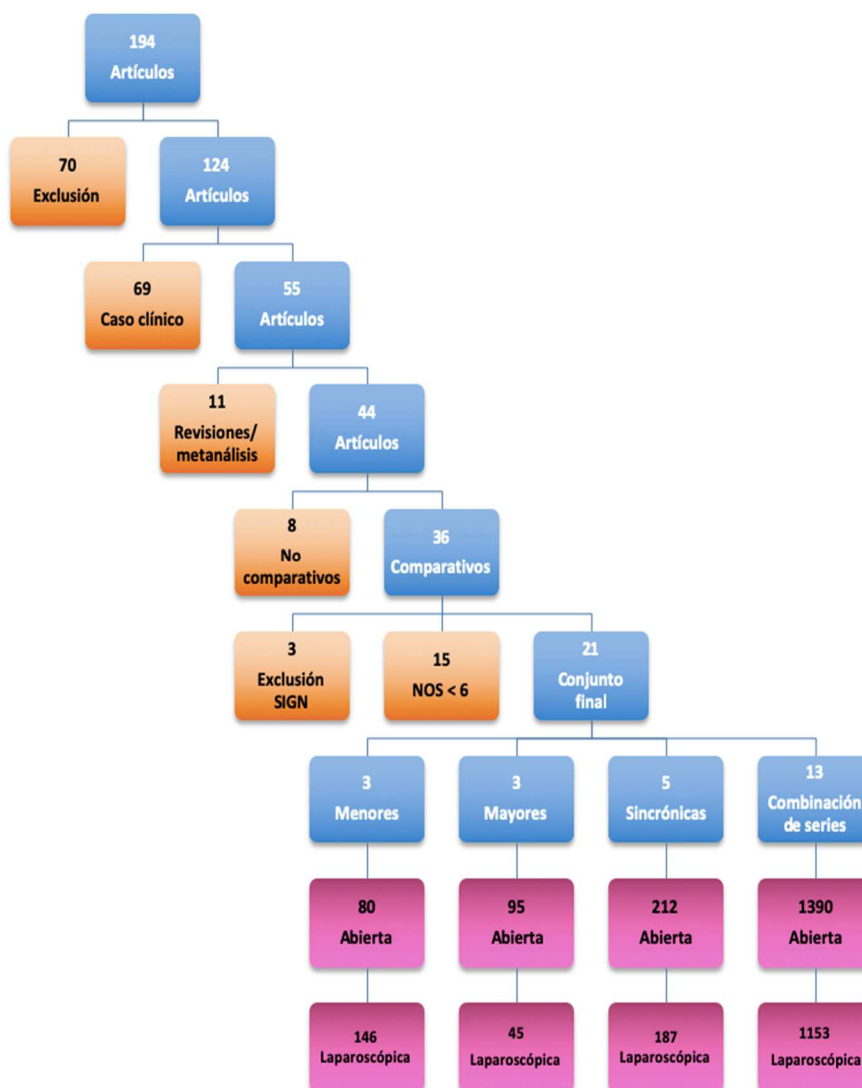 194
Artículos
70
Exclusión
124
Artículos
69
Caso clínico
55
Artículos
11
Revisiones/
metanálisis
44
Artículos
8
No
comparativos
36
Comparativos
3
Exclusión
SIGN
15
NOS < 6
21
Conjunto
final
3
Menores
3
Mayores
5
Sincrónicas
13
Combinación
de series
80
Abierta
95
Abierta
212
Abierta
1390
Abierta
146
Laparoscópica
45
Laparoscópica
187
Laparoscópica
1153
Laparoscópica